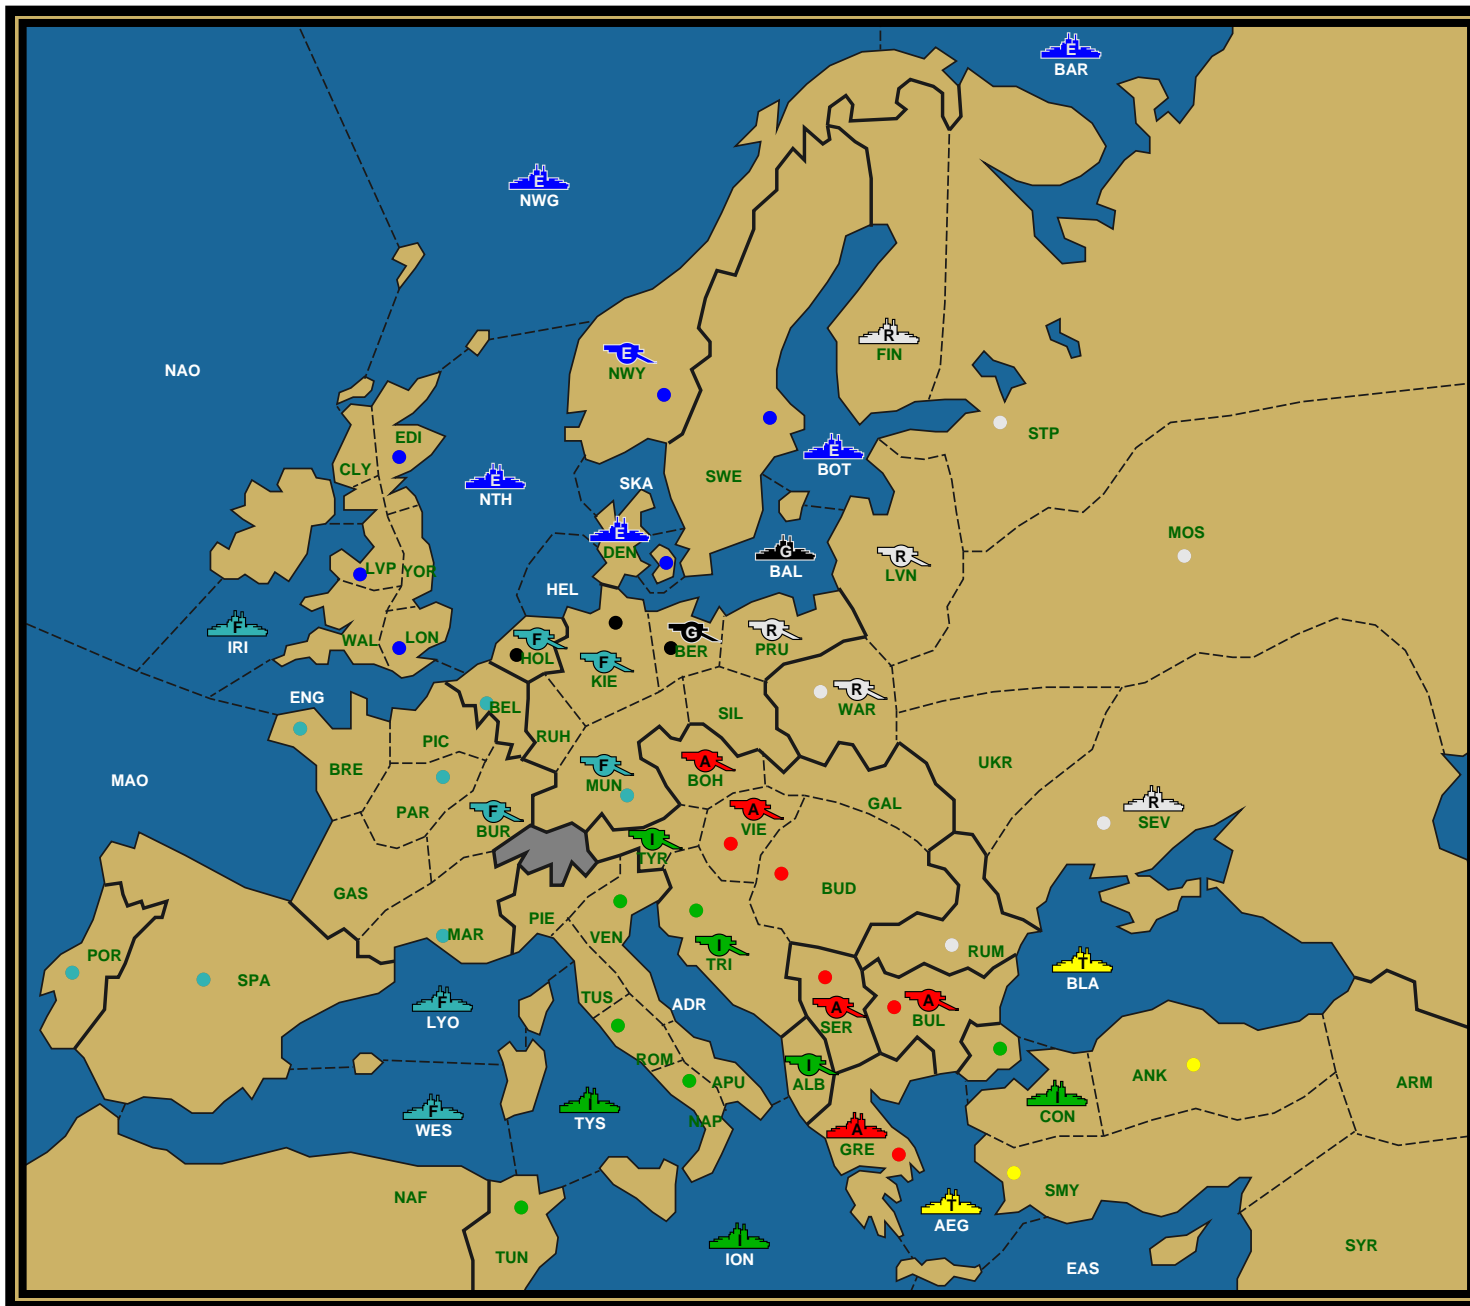 E
BAR
E
NWG
R
FIN
E
NWY
NAO
EDI
STP
CLY
E
BOT
E
NTH
SKA
SWE
MOS
E
DEN
G
BAL
R
LVN
LVP
YOR
HEL
F
IRI
WAL
LON
F
HOL
G
BER
R
PRU
F
KIE
ENG
BEL
SIL
R
WAR
RUH
PIC
BRE
MAO
F
MUN
A
BOH
UKR
PAR
F
BUR
A
VIE
GAL
R
SEV
I
TYR
BUD
GAS
PIE
MAR
VEN
I
TRI
RUM
POR
SPA
T
BLA
F
LYO
TUS
ADR
A
SER
A
BUL
ROM
I
ALB
APU
ANK
ARM
F
WES
I
TYS
NAP
I
CON
A
GRE
NAF
SMY
T
AEG
I
ION
TUN
EAS
SYR